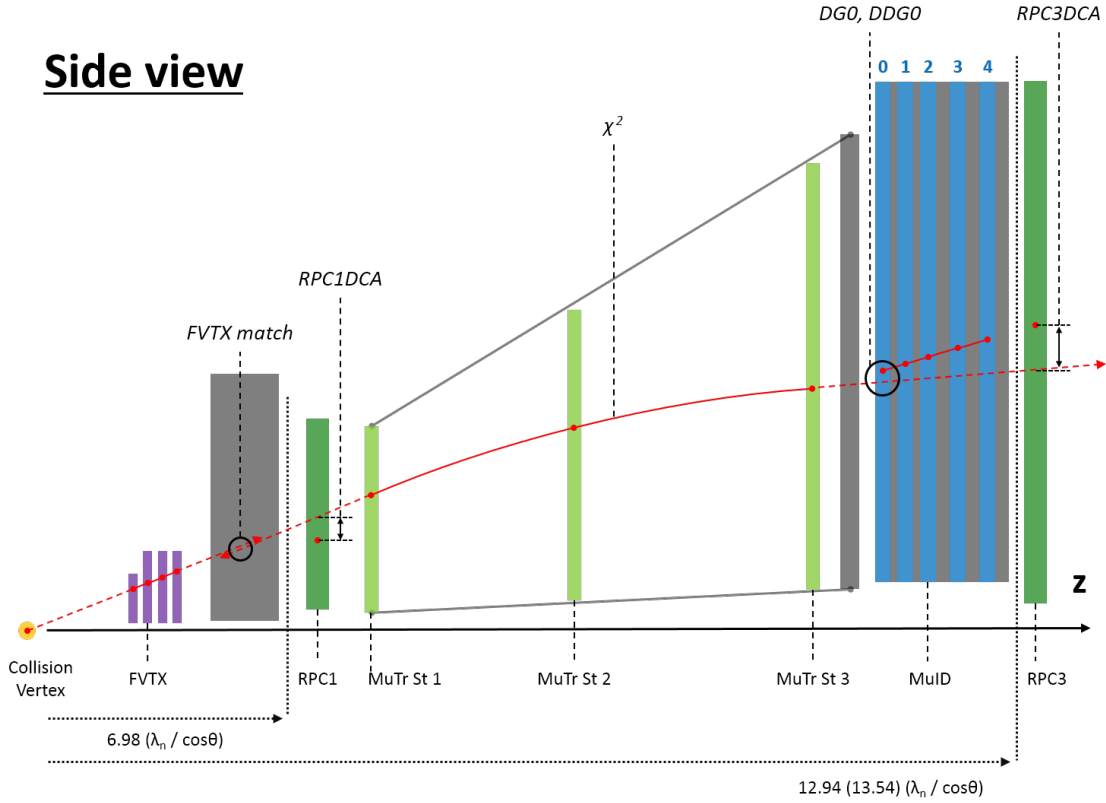 Side view
DG0, DDG0
RPC3DCA
0 1 2 3 4
χ²
RPC1DCA
FVTX match
z
Collision
Vertex
FVTX
RPC1
MuTr St 1
MuTr St 2
MuTr St 3
MuID
RPC3
6.98 (λn / cosθ)
12.94 (13.54) (λn / cosθ)